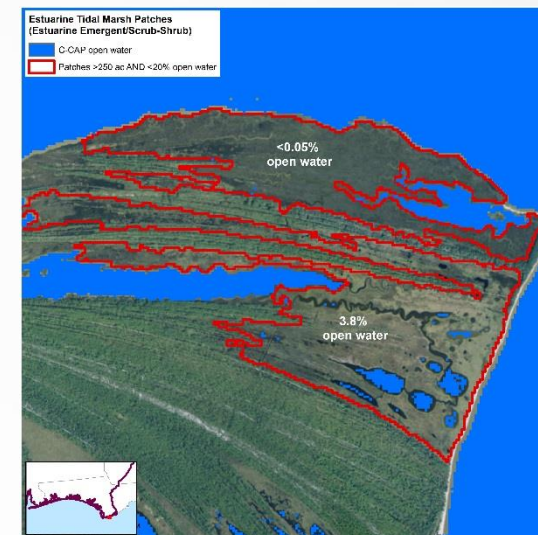 Estuarine Tidal Marsh Patches
(Estuarine Emergent/Scrub-Shrub)
C-CAP open water
Patches >250 ac AND <20% open water
<0.05%
open water
3.8%
open water